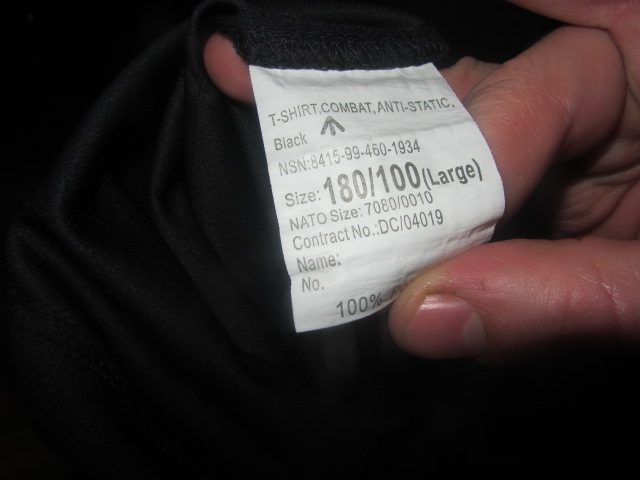 T-SHIRT,COMBAT,ANTI-STATIC,
Black
NSN:8415-99-460-1934
Size: 180/100(Large)
NATO Size: 7080/0010
Contract No.:DC/04019
Name:
No.
100%